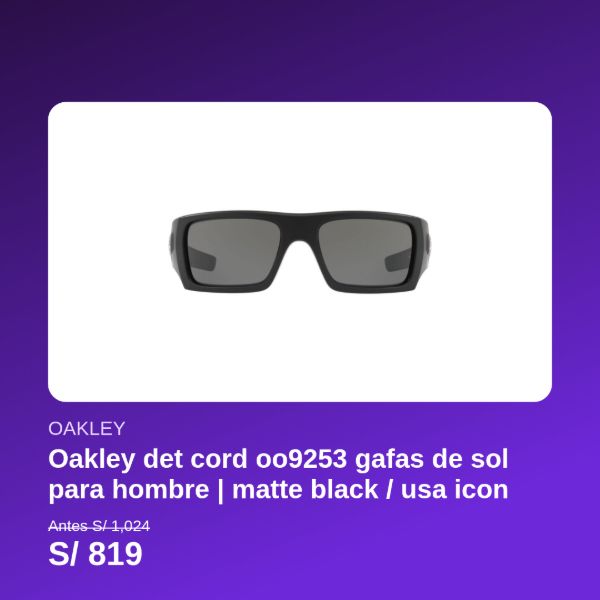 OAKLEY
Oakley det cord oo9253 gafas de sol
para hombre | matte black / usa icon
Antes S/ 1,024
S/ 819